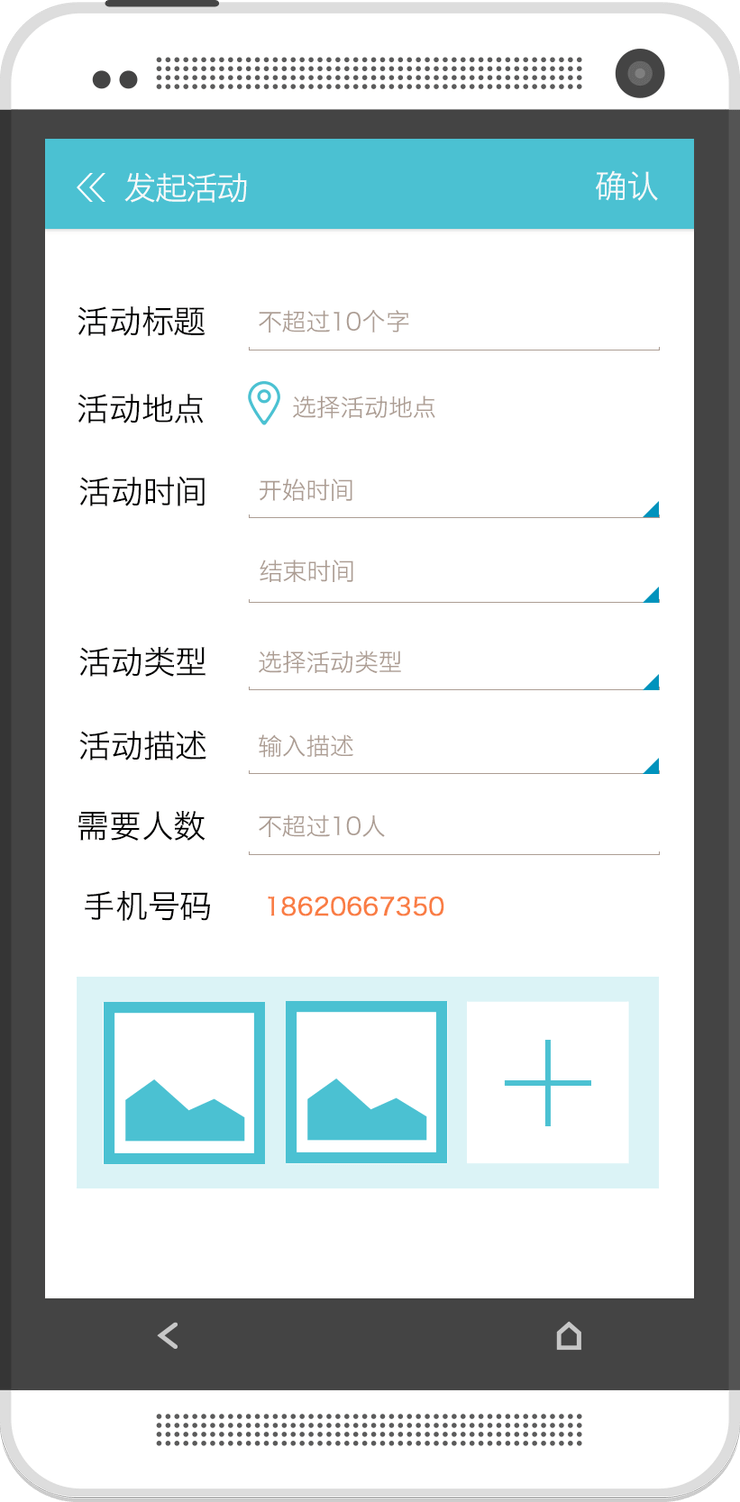 发起活动 确认
活动标题 不超过10个字
活动地点 选择活动地点
活动时间 开始时间
结束时间
活动类型 选择活动类型
活动描述 输入描述
需要人数 不超过10人
手机号码 18620667350